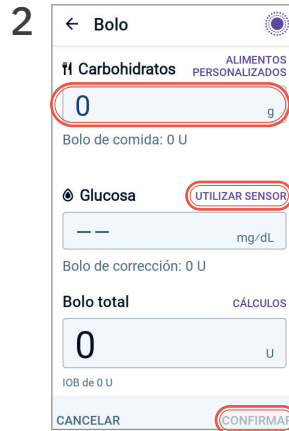 2
← Bolo
Carbohidratos
ALIMENTOS
PERSONALIZADOS
0 g
Bolo de comida: 0 U
Glucosa
UTILIZAR SENSOR
–– mg/dL
Bolo de corrección: 0 U
Bolo total
CÁLCULOS
0 U
IOB de 0 U
CANCELAR
CONFIRMAR